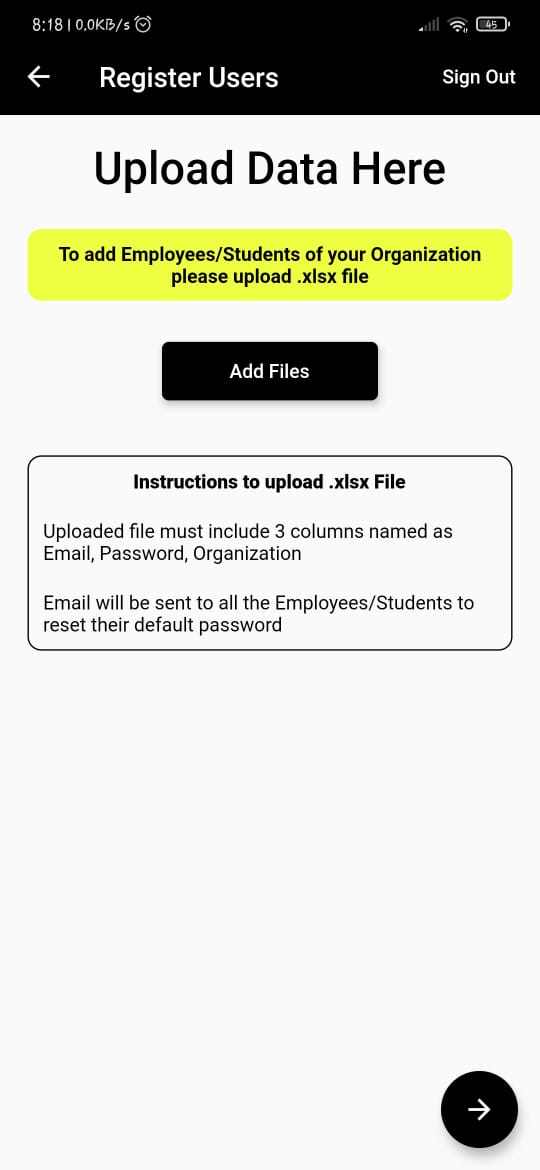 8:18 | 0.0KB/s
45
Register Users
Sign Out
Upload Data Here
To add Employees/Students of your Organization
please upload .xlsx file
Add Files
Instructions to upload .xlsx File
Uploaded file must include 3 columns named as
Email, Password, Organization
Email will be sent to all the Employees/Students to
reset their default password